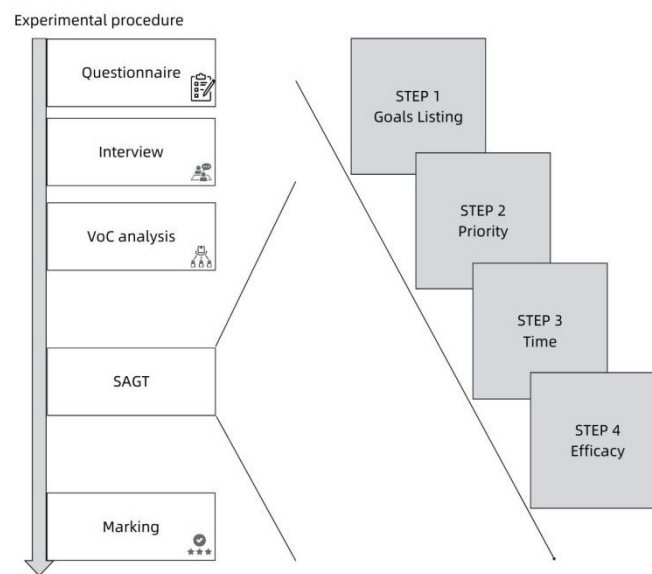 Experimental procedure
Questionnaire
Interview
VoC analysis
SAGT
Marking
STEP 1
Goals Listing
STEP 2
Priority
STEP 3
Time
STEP 4
Efficacy